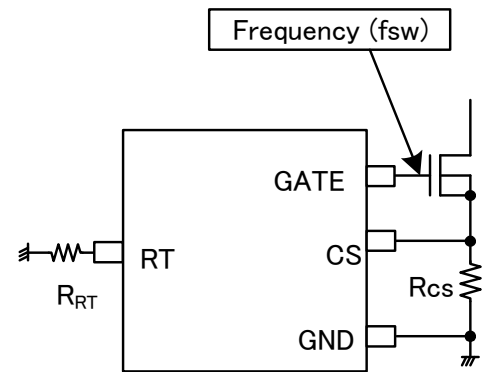 Frequency (fsw)
GATE
RT
CS
RRT
Rcs
GND